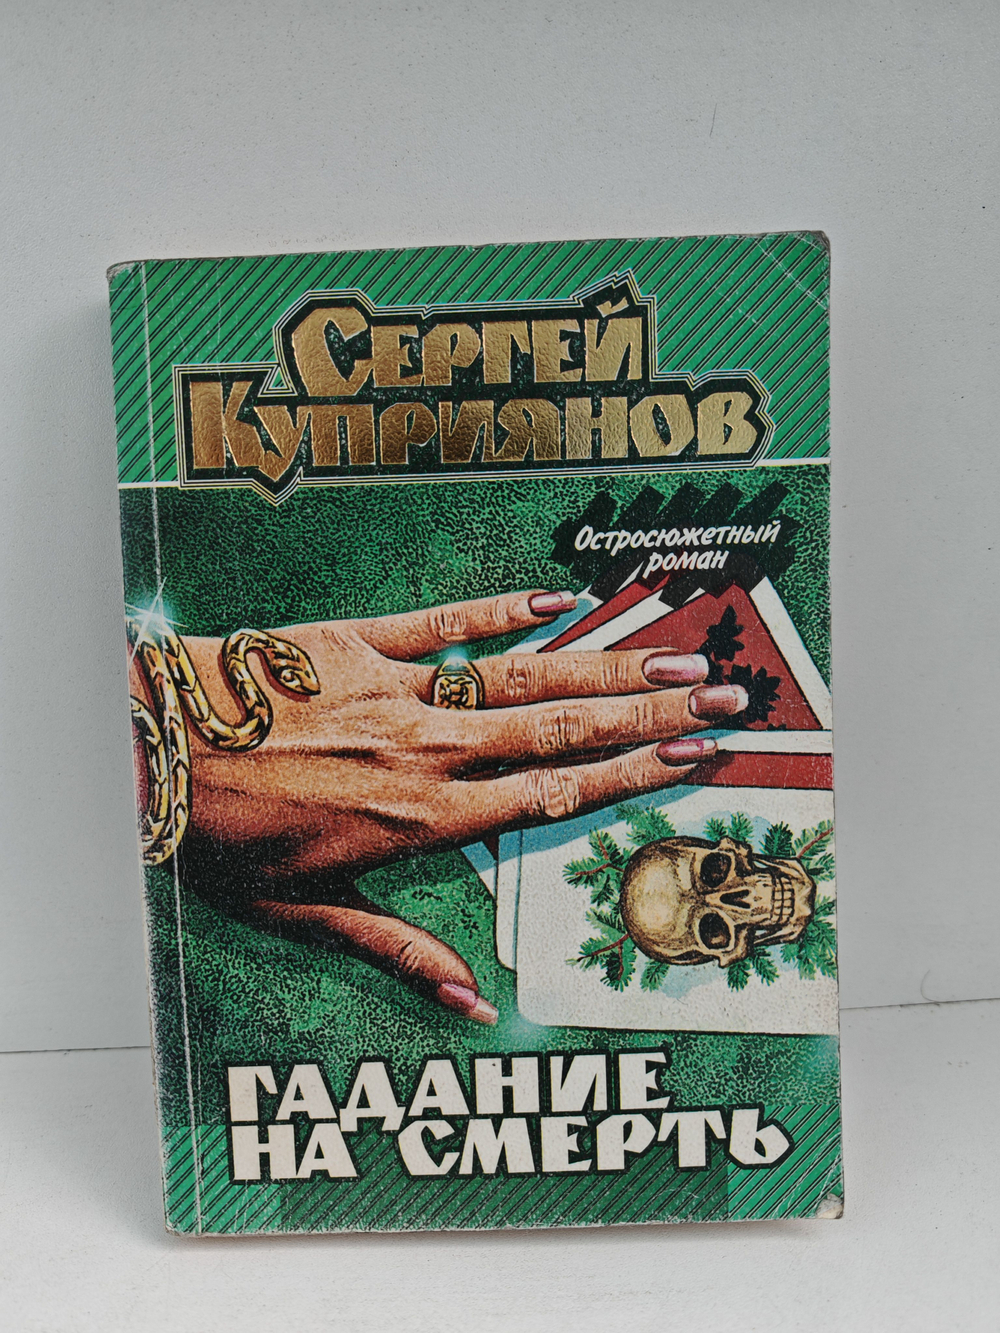 Сергей
Куприянов
Остросюжетный
роман
ГАДАНИЕ
НА СМЕРТЬ